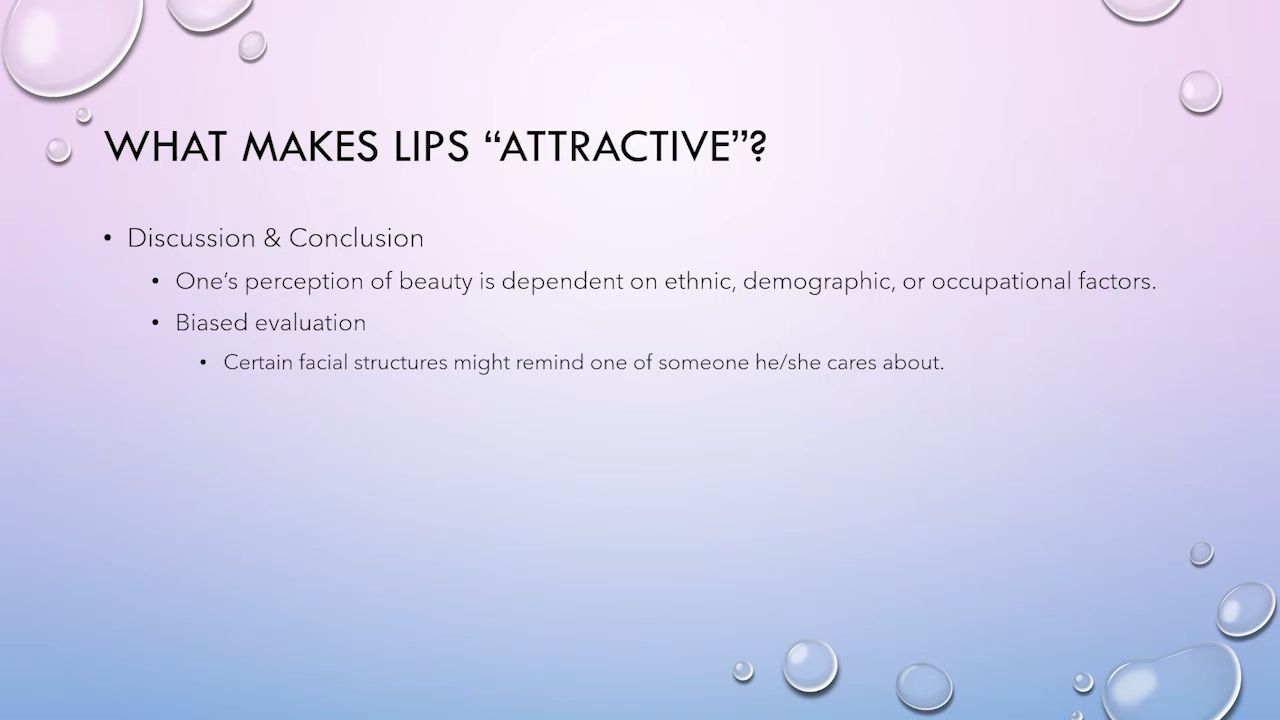 WHAT MAKES LIPS “ATTRACTIVE”?
• Discussion & Conclusion
• One’s perception of beauty is dependent on ethnic, demographic, or occupational factors.
• Biased evaluation
• Certain facial structures might remind one of someone he/she cares about.